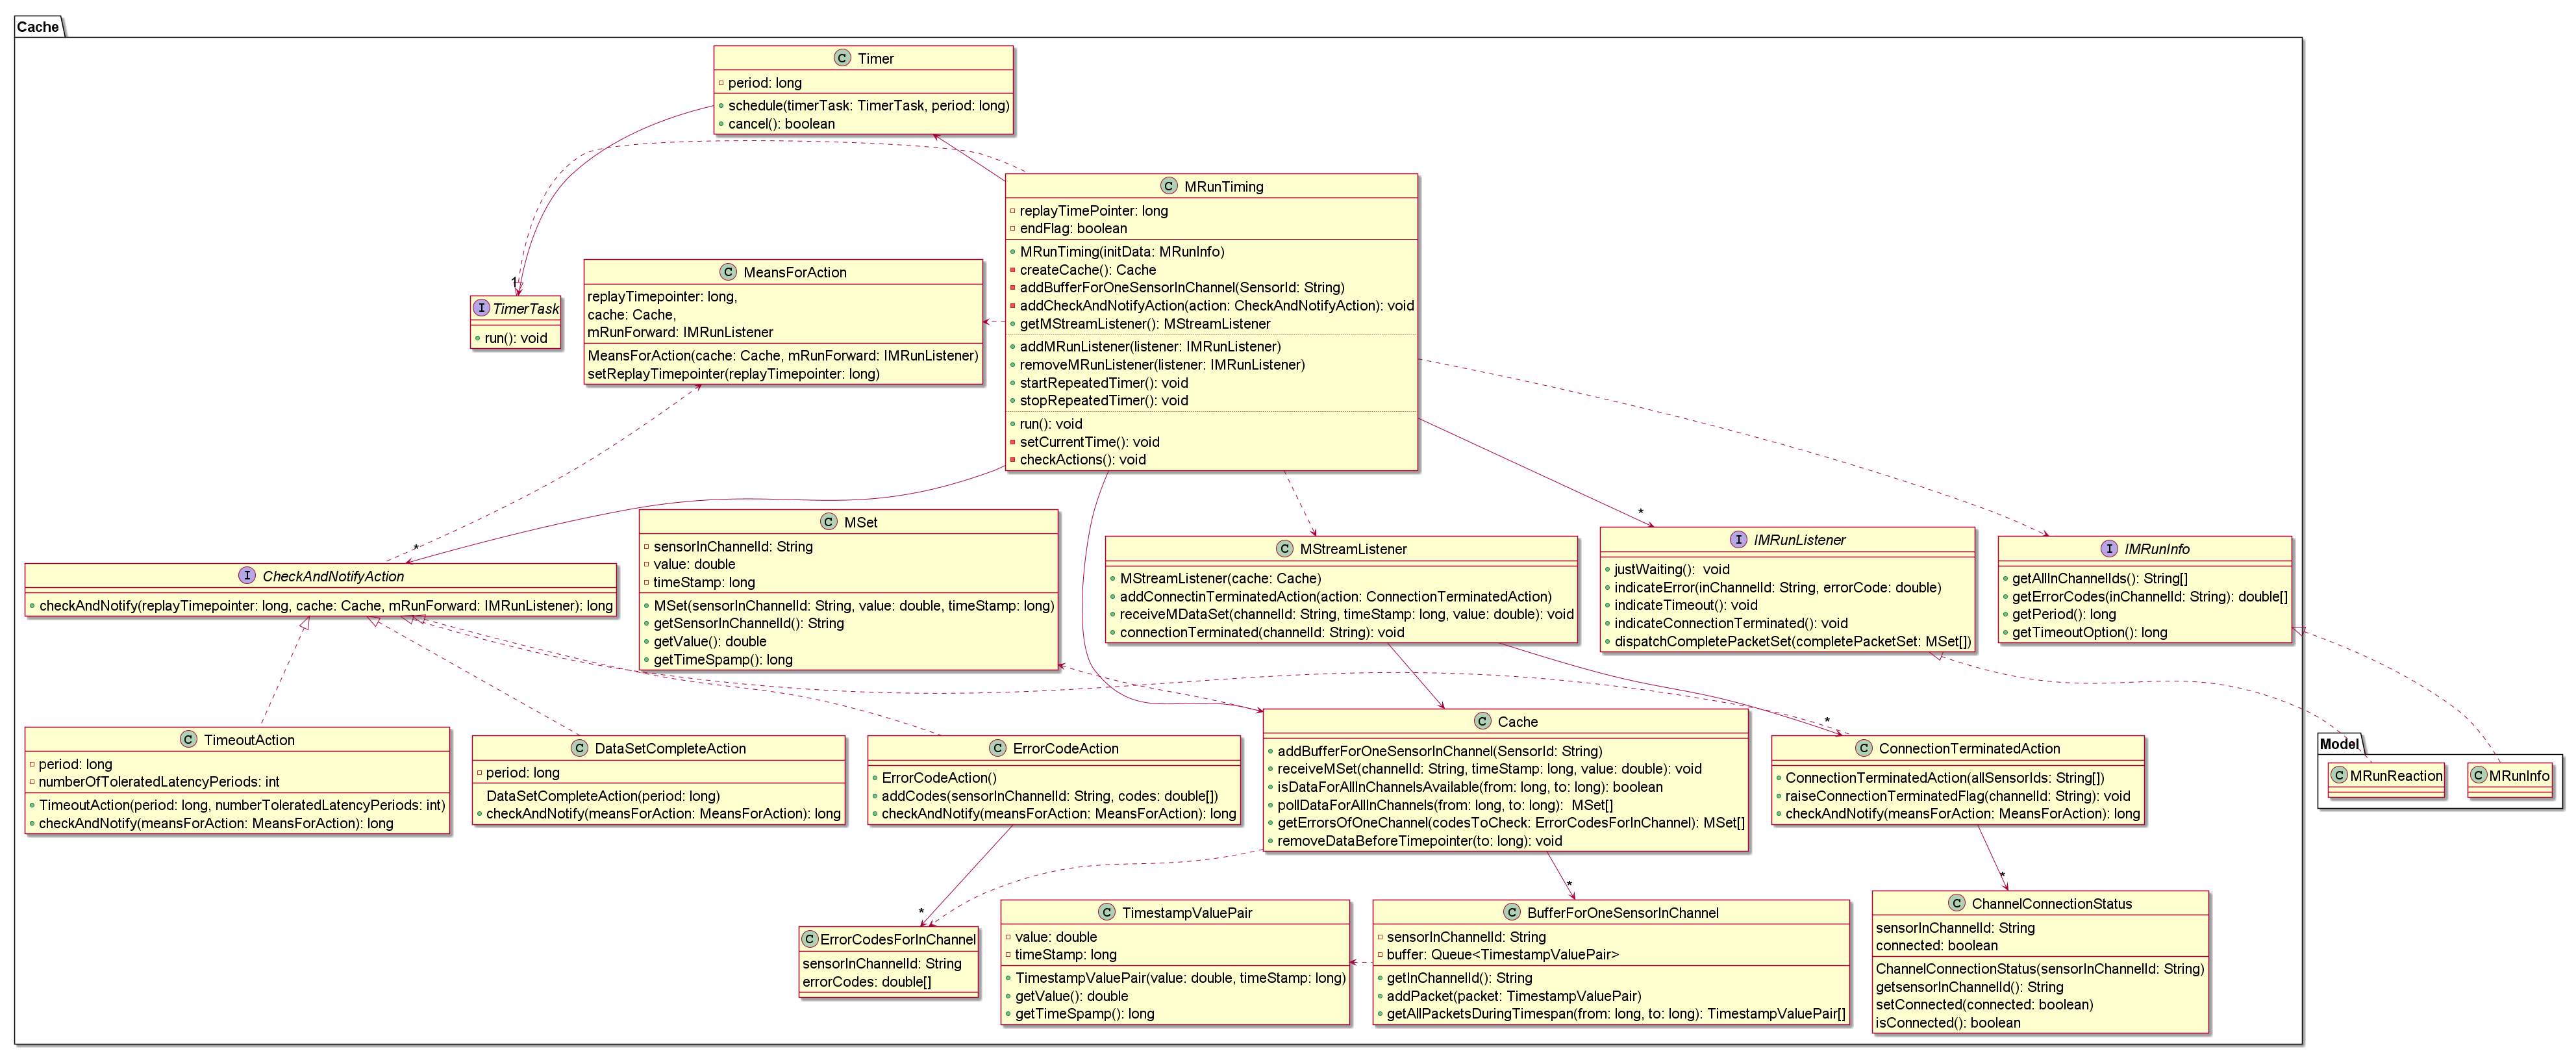 Cache
C Timer
period: long
schedule(timerTask: TimerTask, period: long)
cancel(): boolean
C MRunTiming
replayTimePointer: long
endFlag: boolean
MRunTiming(initData: MRunInfo)
createCache(): Cache
addBufferForOneSensorInChannel(SensorId: String)
addCheckAndNotifyAction(action: CheckAndNotifyAction): void
getMStreamListener(): MStreamListener
addMRunListener(listener: IMRunListener)
removeMRunListener(listener: IMRunListener)
startRepeatedTimer(): void
stopRepeatedTimer(): void
run(): void
setCurrentTime(): void
checkActions(): void
C MeansForAction
replayTimepointer: long,
cache: Cache,
mRunForward: IMRunListener
MeansForAction(cache: Cache, mRunForward: IMRunListener)
setReplayTimepointer(replayTimepointer: long)
1
I TimerTask
run(): void
*
I CheckAndNotifyAction
checkAndNotify(replayTimepointer: long, cache: Cache, mRunForward: IMRunListener): long
C MSet
sensorInChannelId: String
value: double
timeStamp: long
MSet(sensorInChannelId: String, value: double, timeStamp: long)
getSensorInChannelId(): String
getValue(): double
getTimeSpamp(): long
C MStreamListener
MStreamListener(cache: Cache)
addConnectinTerminatedAction(action: ConnectionTerminatedAction)
receiveMDataSet(channelId: String, timeStamp: long, value: double): void
connectionTerminated(channelId: String): void
*
I IMRunListener
justWaiting():  void
indicateError(inChannelId: String, errorCode: double)
indicateTimeout(): void
indicateConnectionTerminated(): void
dispatchCompletePacketSet(completePacketSet: MSet[])
I IMRunInfo
getAllInChannelIds(): String[]
getErrorCodes(inChannelId: String): double[]
getPeriod(): long
getTimeoutOption(): long
C TimeoutAction
period: long
numberOfToleratedLatencyPeriods: int
TimeoutAction(period: long, numberToleratedLatencyPeriods: int)
checkAndNotify(meansForAction: MeansForAction): long
C DataSetCompleteAction
period: long
DataSetCompleteAction(period: long)
checkAndNotify(meansForAction: MeansForAction): long
C ErrorCodeAction
ErrorCodeAction()
addCodes(sensorInChannelId: String, codes: double[])
checkAndNotify(meansForAction: MeansForAction): long
C Cache
addBufferForOneSensorInChannel(SensorId: String)
receiveMSet(channelId: String, timeStamp: long, value: double): void
isDataForAllInChannelsAvailable(from: long, to: long): boolean
pollDataForAllInChannels(from: long, to: long):  MSet[]
getErrorsOfOneChannel(codesToCheck: ErrorCodesForInChannel): MSet[]
removeDataBeforeTimepointer(to: long): void
*
C ConnectionTerminatedAction
ConnectionTerminatedAction(allSensorIds: String[])
raiseConnectionTerminatedFlag(channelId: String): void
checkAndNotify(meansForAction: MeansForAction): long
Model
C MRunReaction
C MRunInfo
*
C ErrorCodesForInChannel
sensorInChannelId: String
errorCodes: double[]
C TimestampValuePair
value: double
timeStamp: long
TimestampValuePair(value: double, timeStamp: long)
getValue(): double
getTimeSpamp(): long
*
C BufferForOneSensorInChannel
sensorInChannelId: String
buffer: Queue<TimestampValuePair>
getInChannelId(): String
addPacket(packet: TimestampValuePair)
getAllPacketsDuringTimespan(from: long, to: long): TimestampValuePair[]
*
C ChannelConnectionStatus
sensorInChannelId: String
connected: boolean
ChannelConnectionStatus(sensorInChannelId: String)
getsensorInChannelId(): String
setConnected(connected: boolean)
isConnected(): boolean